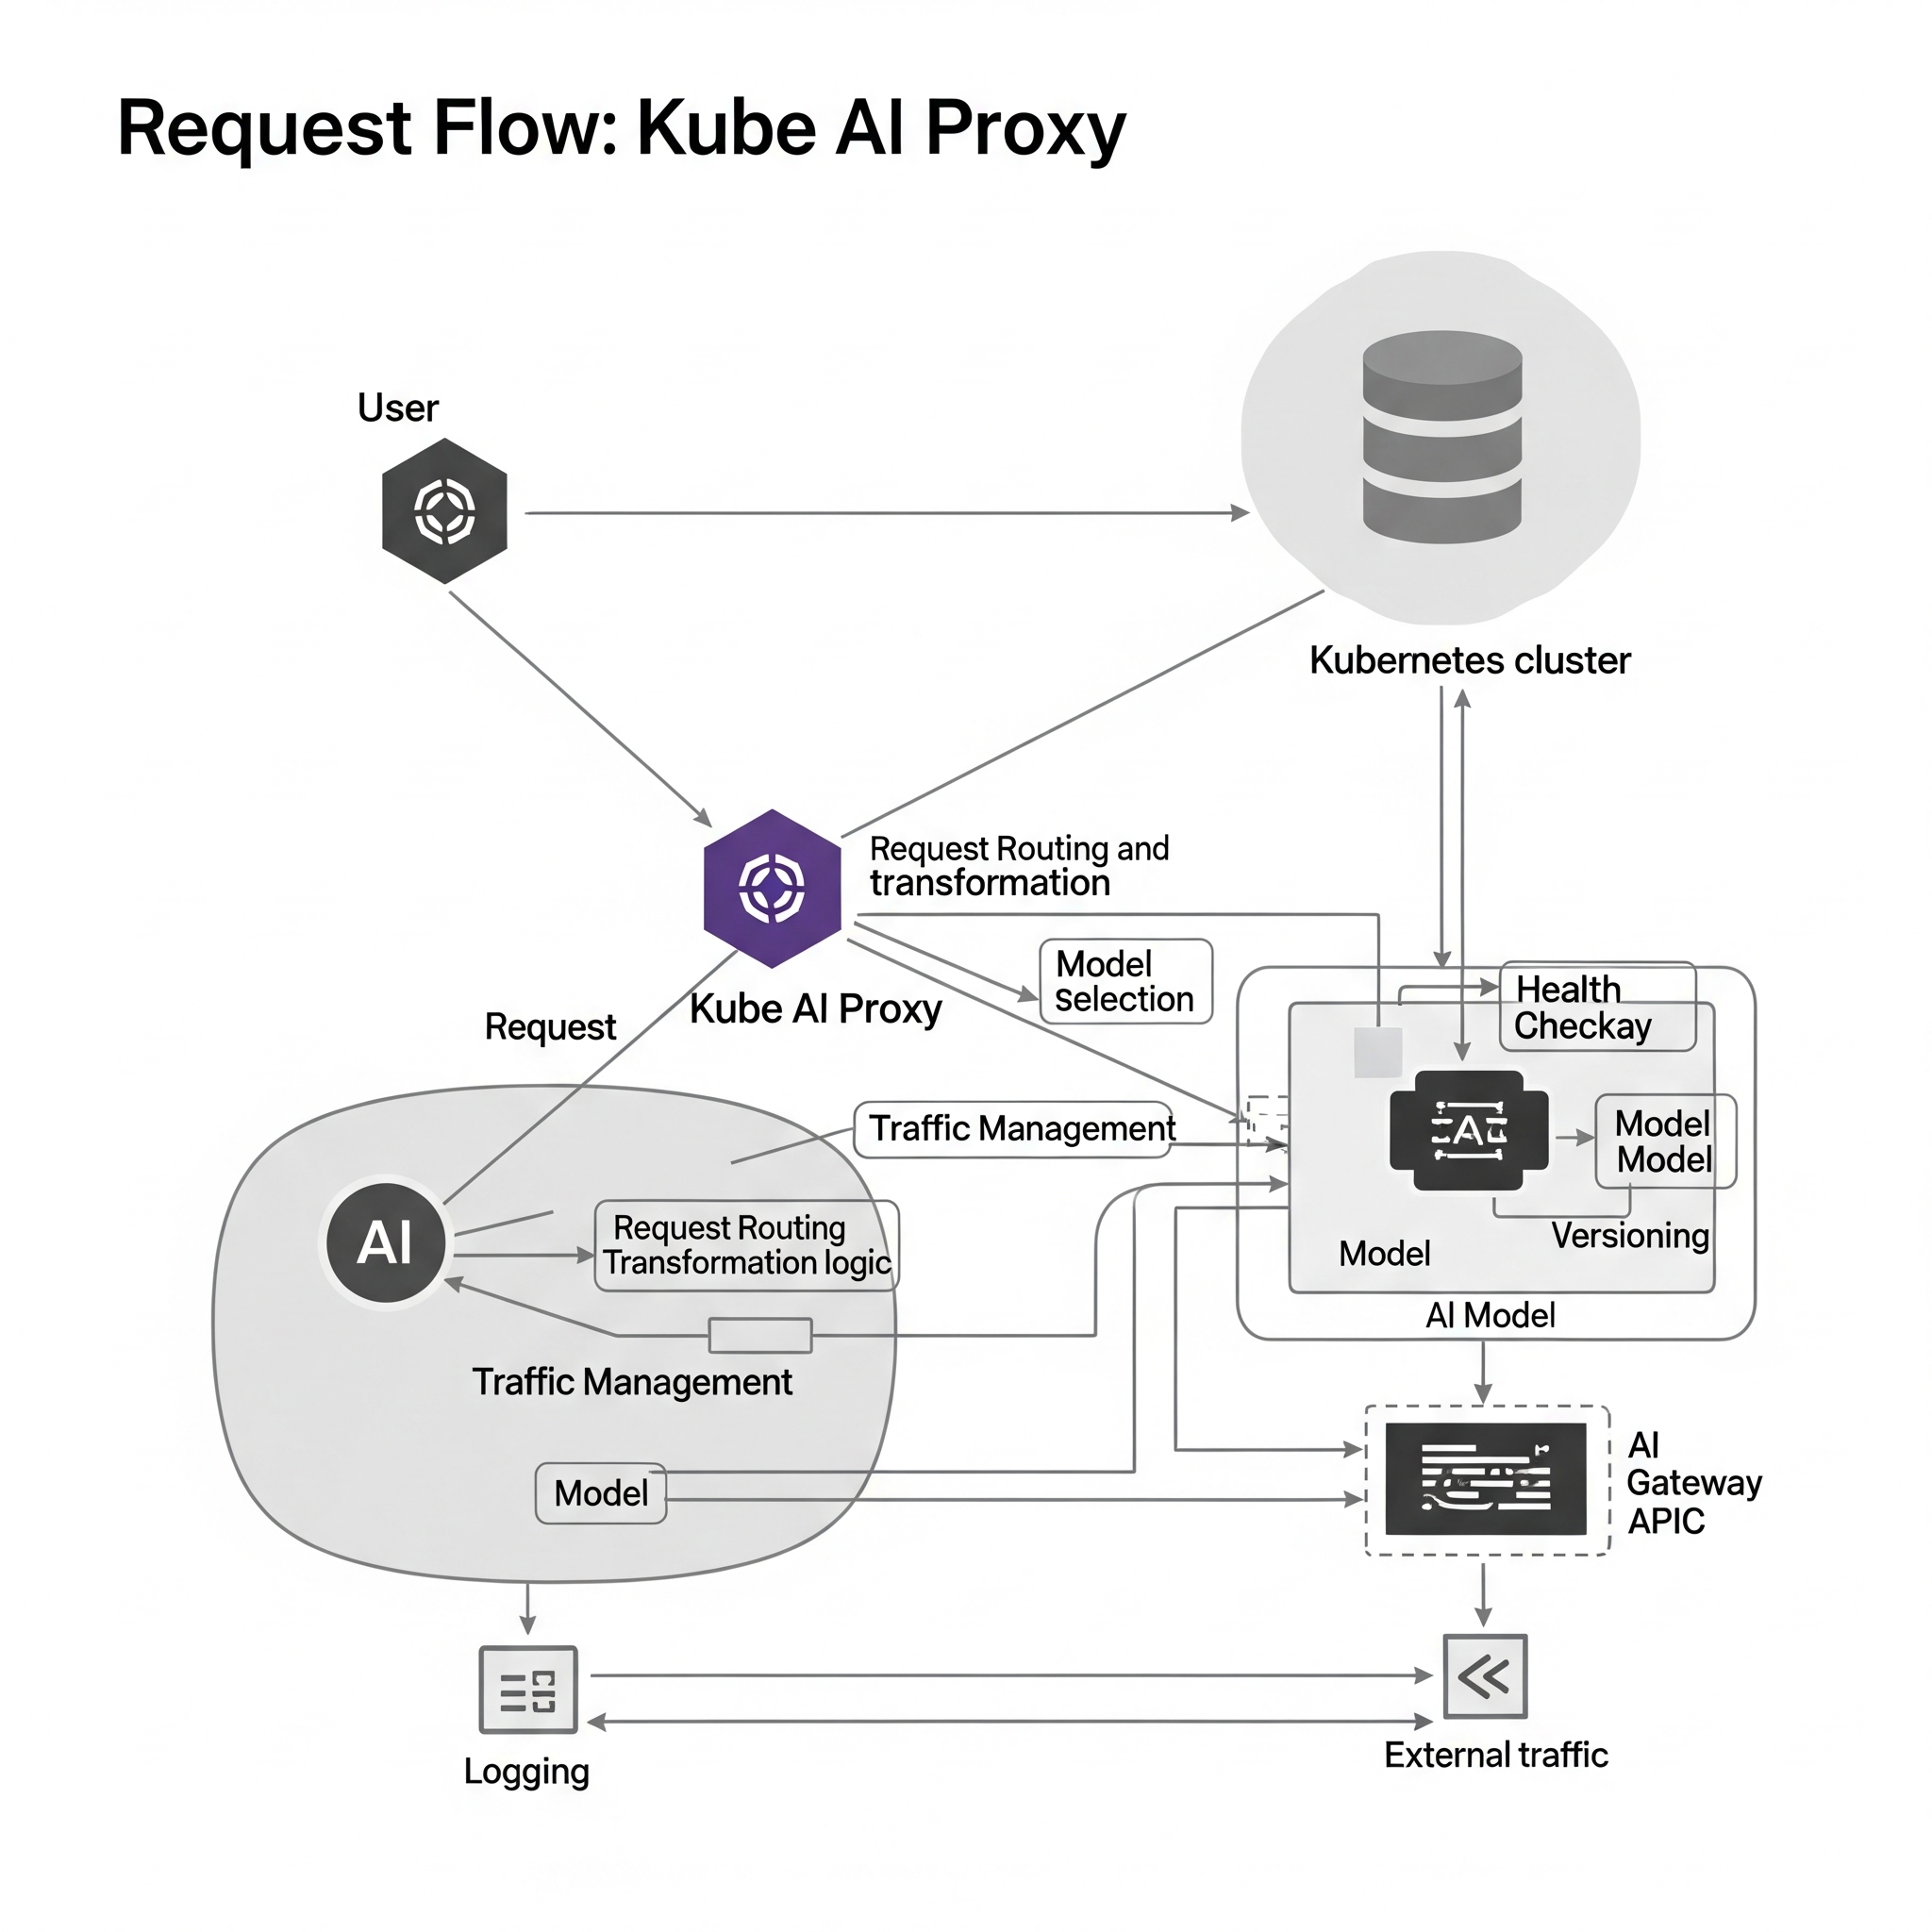 Request Flow: Kube AI Proxy
User
Kubernetes cluster
Request Routing and
transformation
Model
Selection
Kube AI Proxy
Request
Health
Checkay
Traffic Management
Model
Model
AI
Request Routing
Transformation logic
Versioning
Model
AI Model
Traffic Management
Model
AI
Gateway
APIC
Logging
External traffic